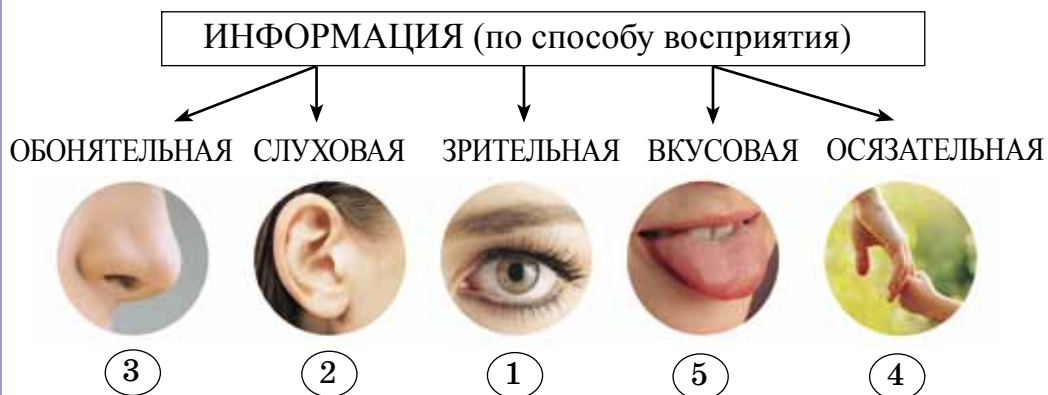 ИНФОРМАЦИЯ (по способу восприятия)
ОБОНЯТЕЛЬНАЯ СЛУХОВАЯ ЗРИТЕЛЬНАЯ ВКУСОВАЯ ОСЯЗАТЕЛЬНАЯ
3 2 1 5 4